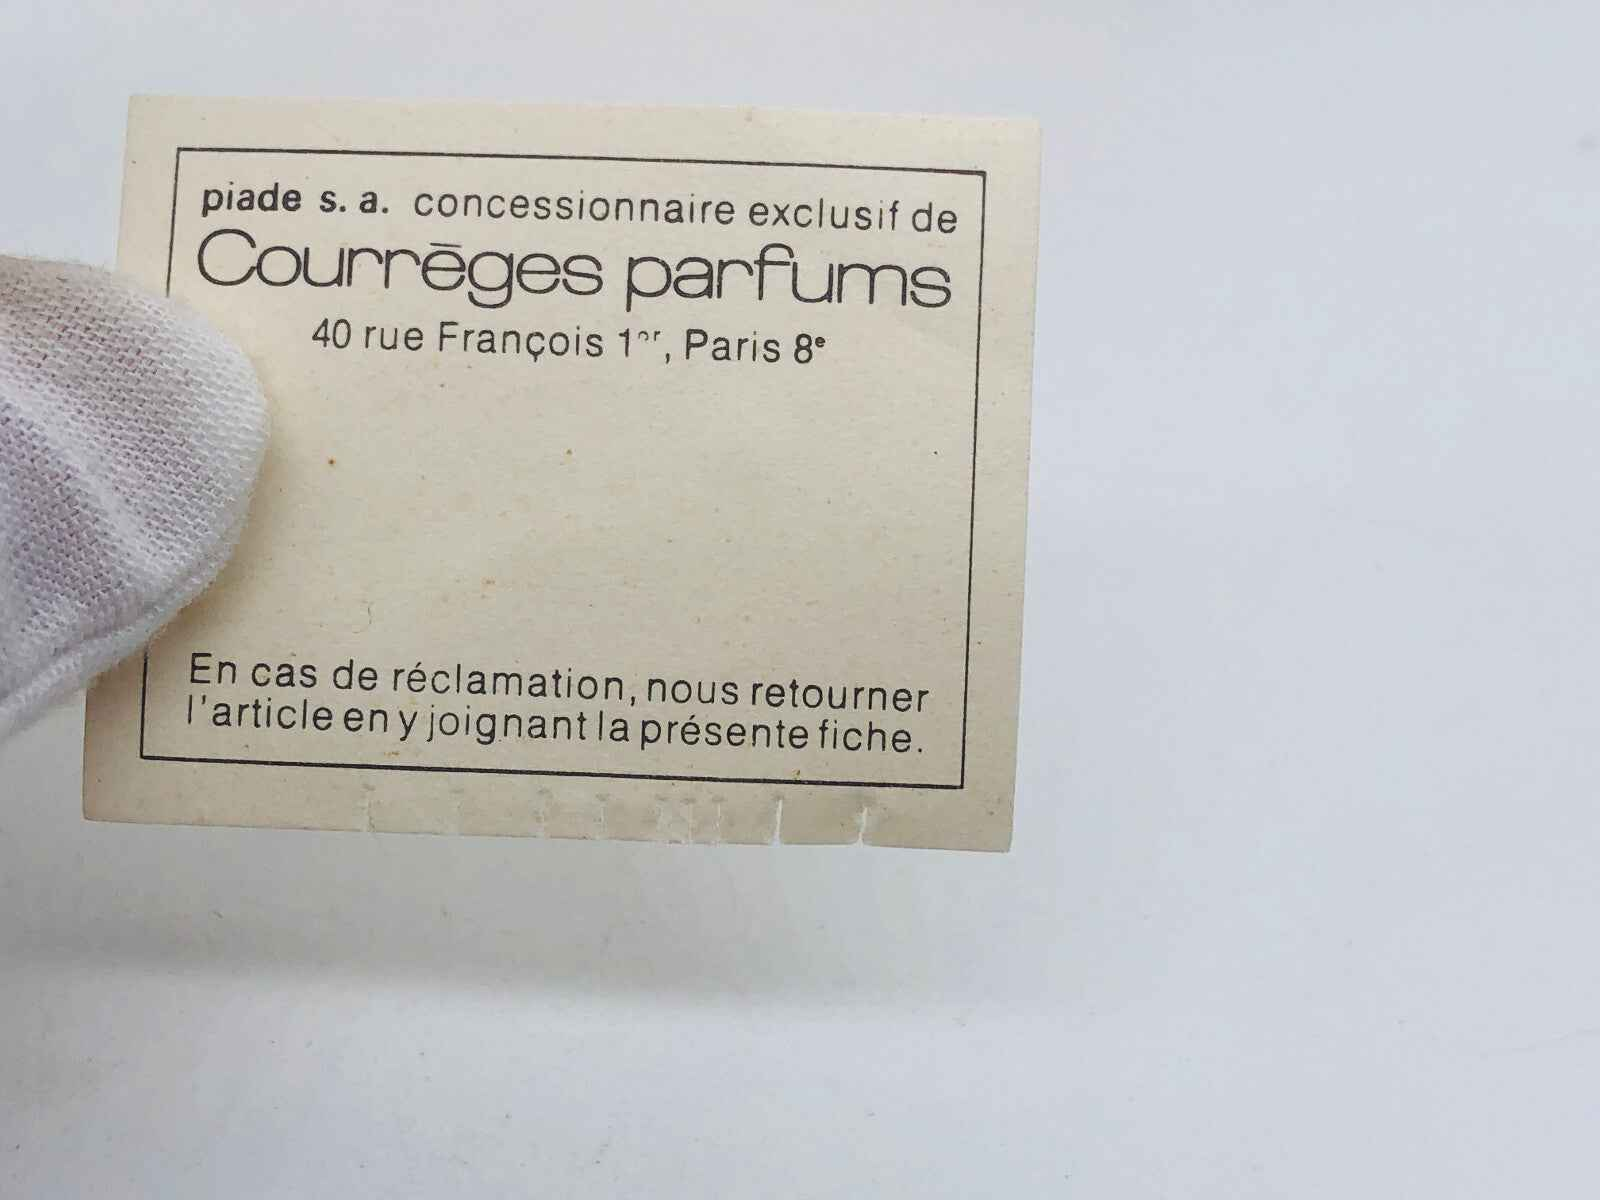 piade s. a. concessionnaire exclusif de
Courrēges parfums
40 rue François 1er, Paris 8e
En cas de réclamation, nous retourner
l'article en y joignant la présente fiche.